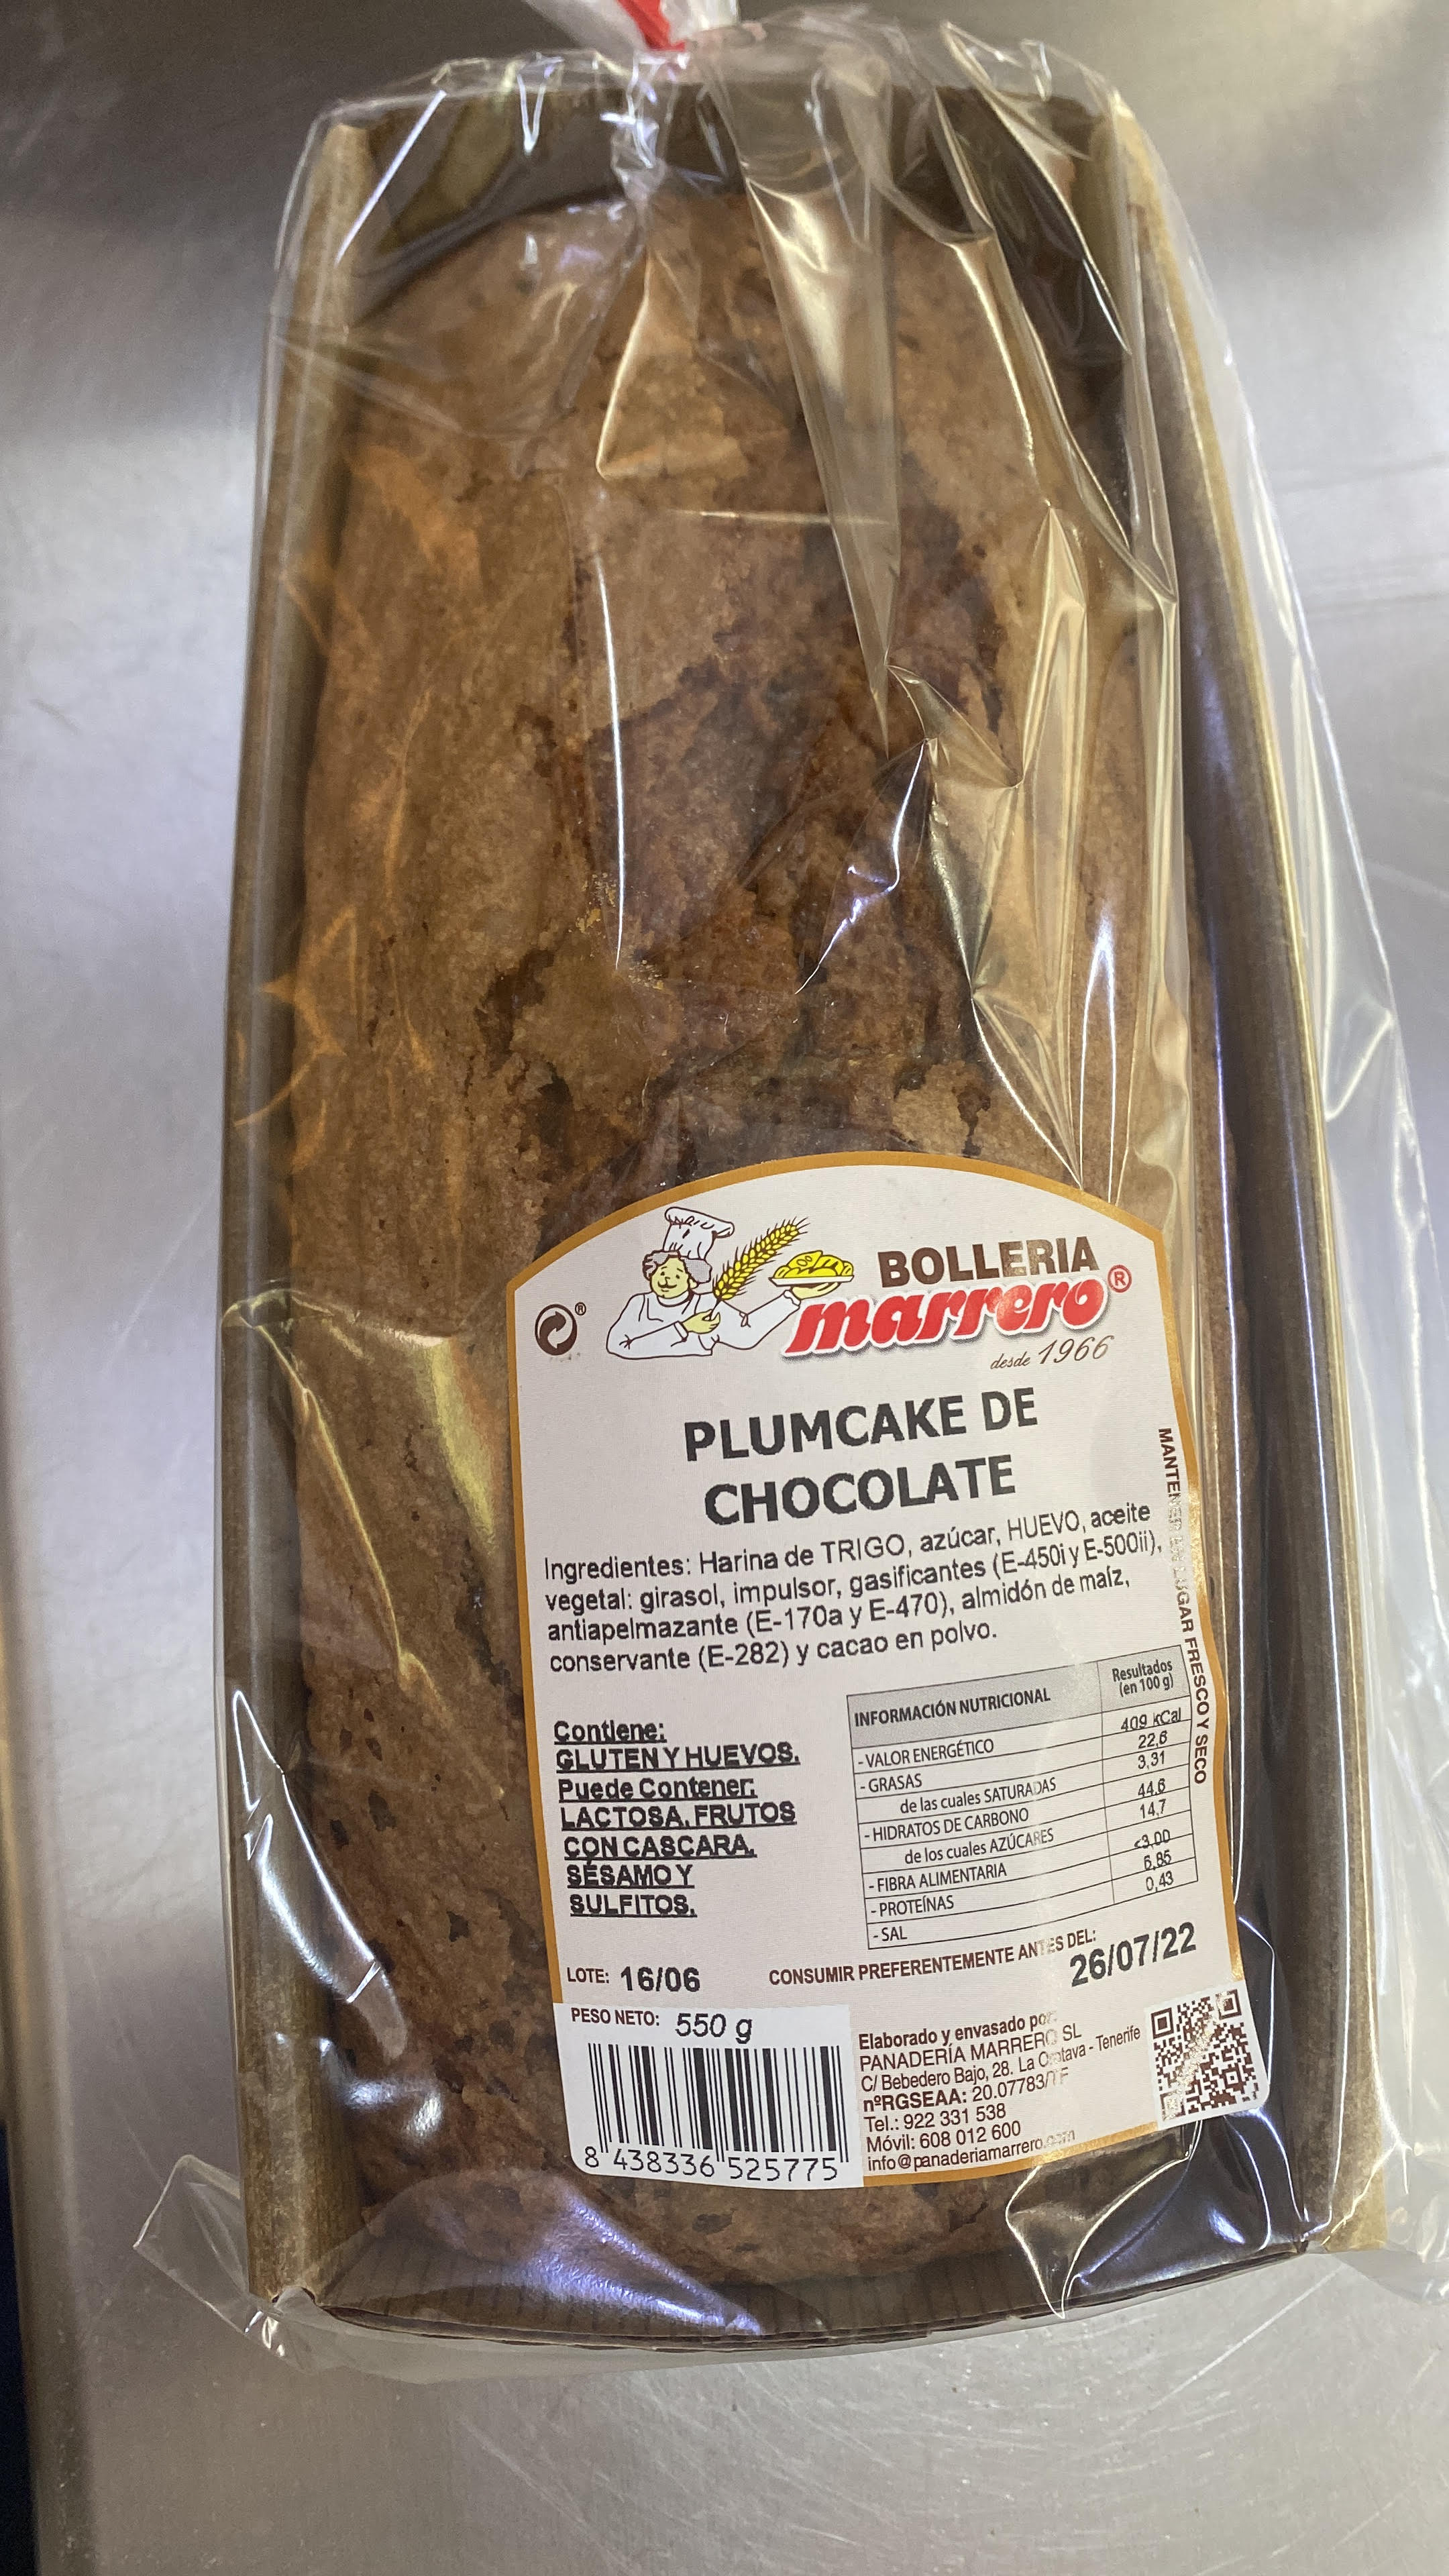 BOLLERIA
marrero®
desde 1966
PLUMCAKE DE
CHOCOLATE
Ingredientes: Harina de TRIGO, azúcar, HUEVO, aceite
vegetal: girasol, impulsor, gasificantes (E-450i y E-500ii),
antiapelmazante (E-170a y E-470), almidón de maíz,
conservante (E-282) y cacao en polvo.
MANTENER EN LUGAR FRESCO Y SECO
Contiene:
GLUTEN Y HUEVOS.
Puede Contener:
LACTOSA, FRUTOS
CON CASCARA,
SÉSAMO Y
SULFITOS.
INFORMACIÓN NUTRICIONAL Resultados (en 100 g)
- VALOR ENERGÉTICO 409 kCal
- GRASAS 22,6
de las cuales SATURADAS 3,31
- HIDRATOS DE CARBONO 44,6
de los cuales AZÚCARES 14,7
- FIBRA ALIMENTARIA <3,00
- PROTEÍNAS 6,85
- SAL 0,43
LOTE: 16/06
CONSUMIR PREFERENTEMENTE ANTES DEL:
26/07/22
PESO NETO: 550 g
8 438336 525775
Elaborado y envasado por:
PANADERÍA MARRERO SL
C/ Bebedero Bajo, 28. La Orotava - Tenerife
nºRGSEAA: 20.07783/TF
Tel.: 922 331 538
Móvil: 608 012 600
info@panaderiamarrero.com